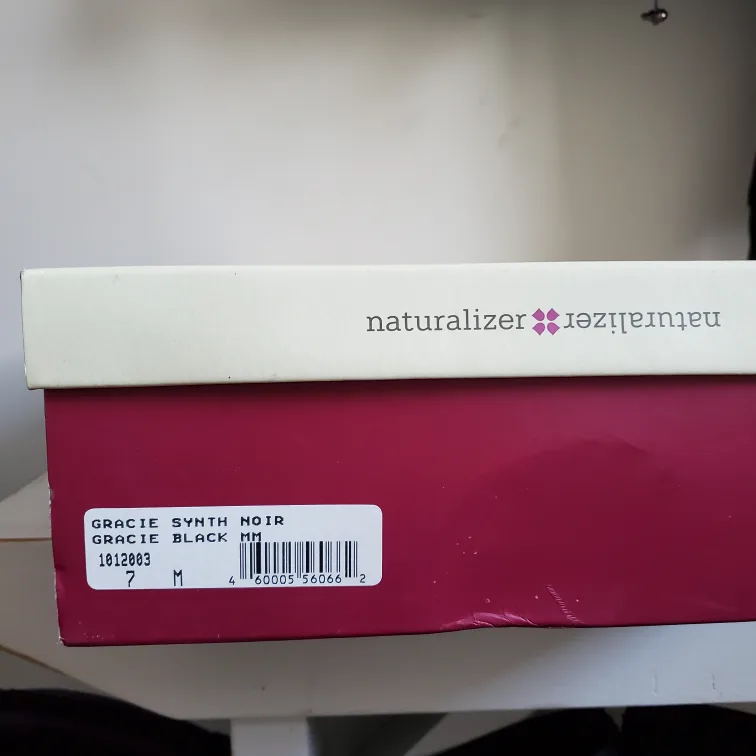 naturalizer naturalizer
GRACIE SYNTH NOIR
GRACIE BLACK MM
1012003
7 M
4 60005 56066 2